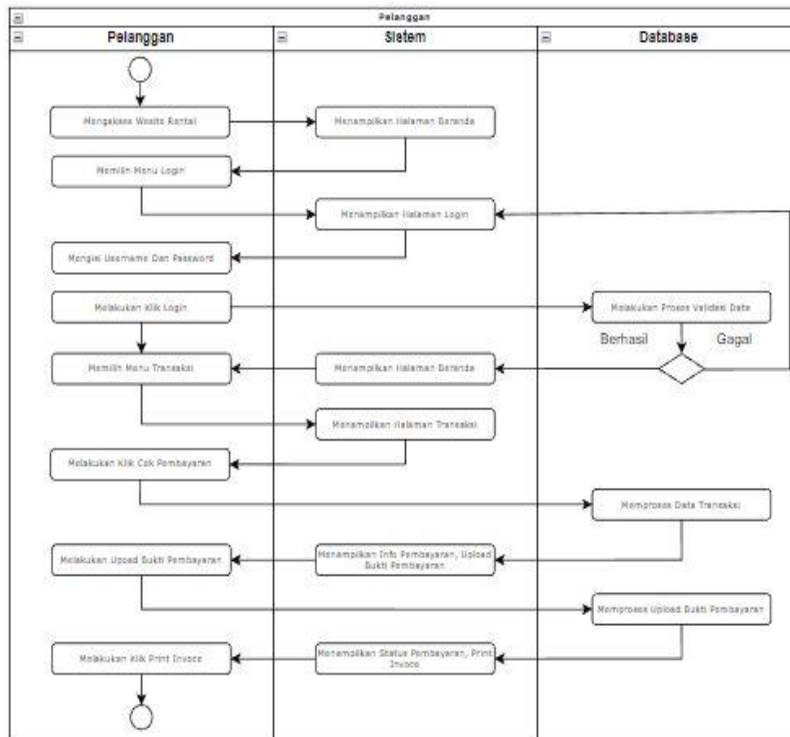 Pelanggan
Pelanggan
Sistem
Database
Mengakses Wesite Rental
Menampilkan Halaman Beranda
Memilih Menu Login
Menampilkan Halaman Login
Mengisi Username Dan Password
Melakukan Klik Login
Melakukan Proses Validasi Data
Berhasil
Gagal
Memilih Menu Transaksi
Menampilkan Halaman Beranda
Menampilkan Halaman Transaksi
Melakukan Klik Cek Pembayaran
Memproses Data Transaksi
Melakukan Upoad Bukti Pembayaran
Menampilkan Info Pembayaran, Upload
Bukti Pembayaran
Memproses Upload Bukti Pembayaran
Melakukan Klik Print Invoce
Menampilkan Status Pembayaran, Print
Invoce